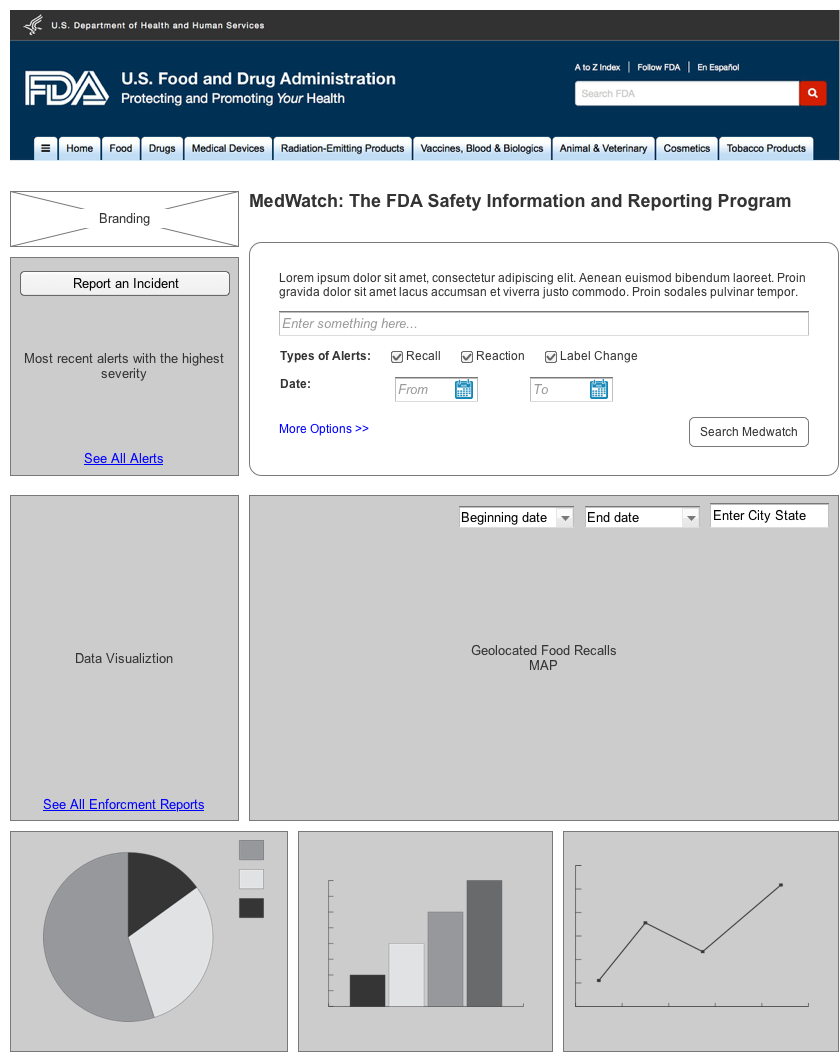 U.S. Department of Health and Human Services
A to Z Index | Follow FDA | En Español
FDA U.S. Food and Drug Administration
Protecting and Promoting Your Health
Search FDA
Home Food Drugs Medical Devices Radiation-Emitting Products Vaccines, Blood & Biologics Animal & Veterinary Cosmetics Tobacco Products
Branding
MedWatch: The FDA Safety Information and Reporting Program
Report an Incident
Most recent alerts with the highest
severity
See All Alerts
Lorem ipsum dolor sit amet, consectetur adipiscing elit. Aenean euismod bibendum laoreet. Proin
gravida dolor sit amet lacus accumsan et viverra justo commodo. Proin sodales pulvinar tempor.
Enter something here...
Types of Alerts: Recall Reaction Label Change
Date: From To
More Options >>
Search Medwatch
Data Visualiztion
See All Enforcment Reports
Beginning date End date Enter City State
Geolocated Food Recalls
MAP